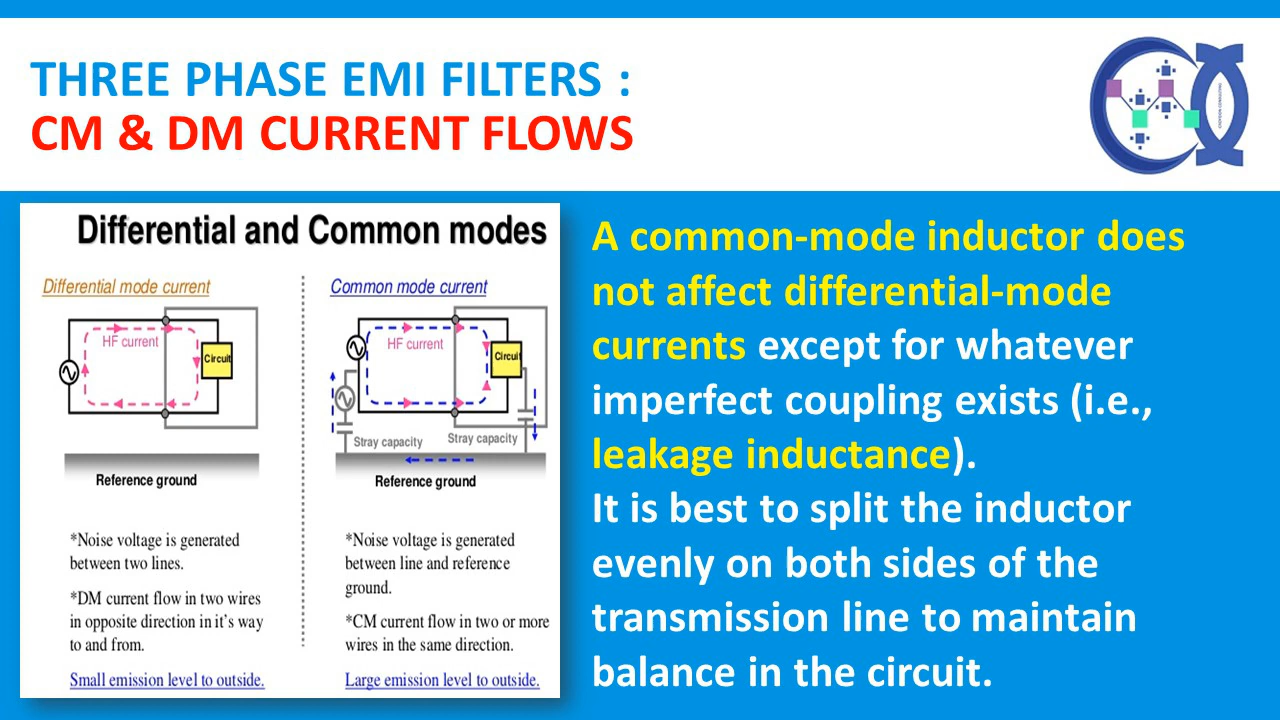 THREE PHASE EMI FILTERS :
CM & DM CURRENT FLOWS
Differential and Common modes
Differential mode current
HF current
Circuit
Reference ground
*Noise voltage is generated
between two lines.
*DM current flow in two wires
in opposite direction in it's way
to and from.
Small emission level to outside.
Common mode current
HF current
Circuit
Stray capacity
Stray capacity
Reference ground
*Noise voltage is generated
between line and reference
ground.
*CM current flow in two or more
wires in the same direction.
Large emission level to outside.
A common-mode inductor does
not affect differential-mode
currents except for whatever
imperfect coupling exists (i.e.,
leakage inductance).
It is best to split the inductor
evenly on both sides of the
transmission line to maintain
balance in the circuit.